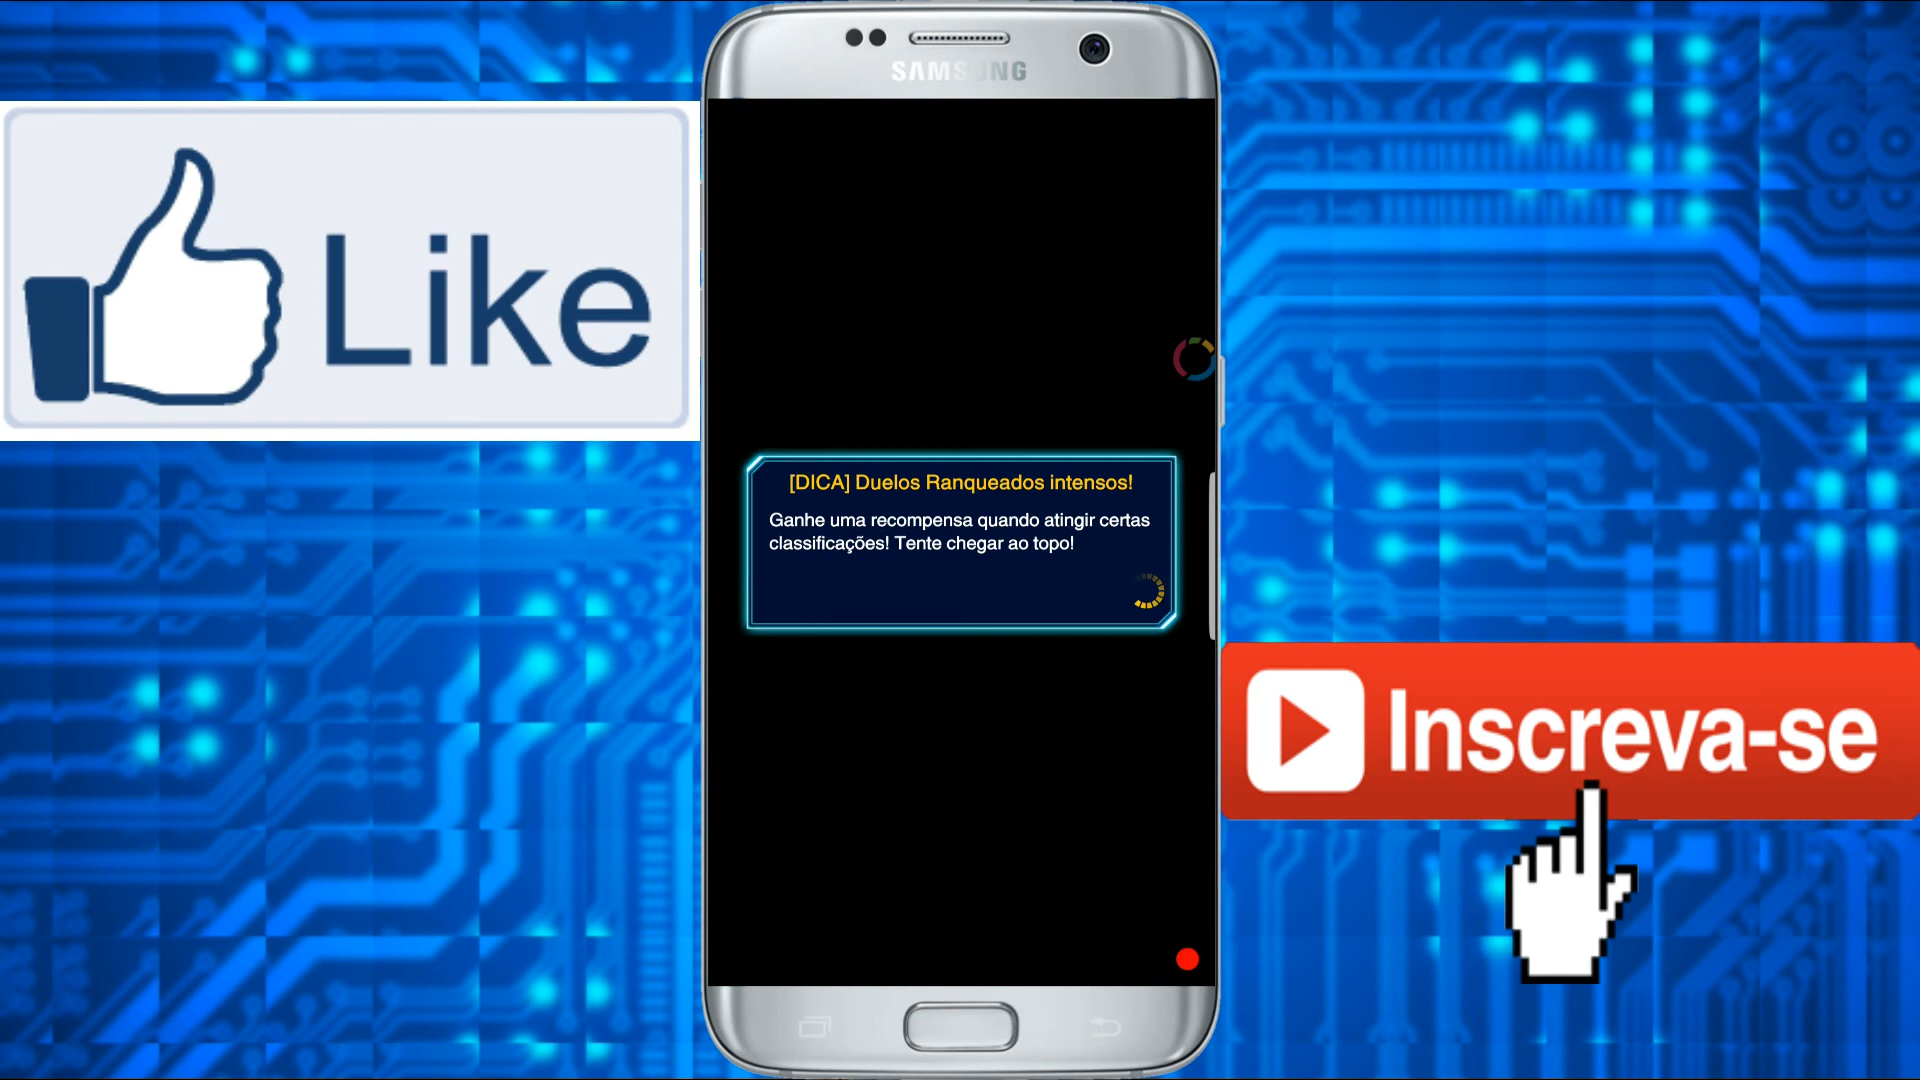 SAMSUNG
Like
[DICA] Duelos Ranqueados intensos!
Ganhe uma recompensa quando atingir certas
classificações! Tente chegar ao topo!
Inscreva-se